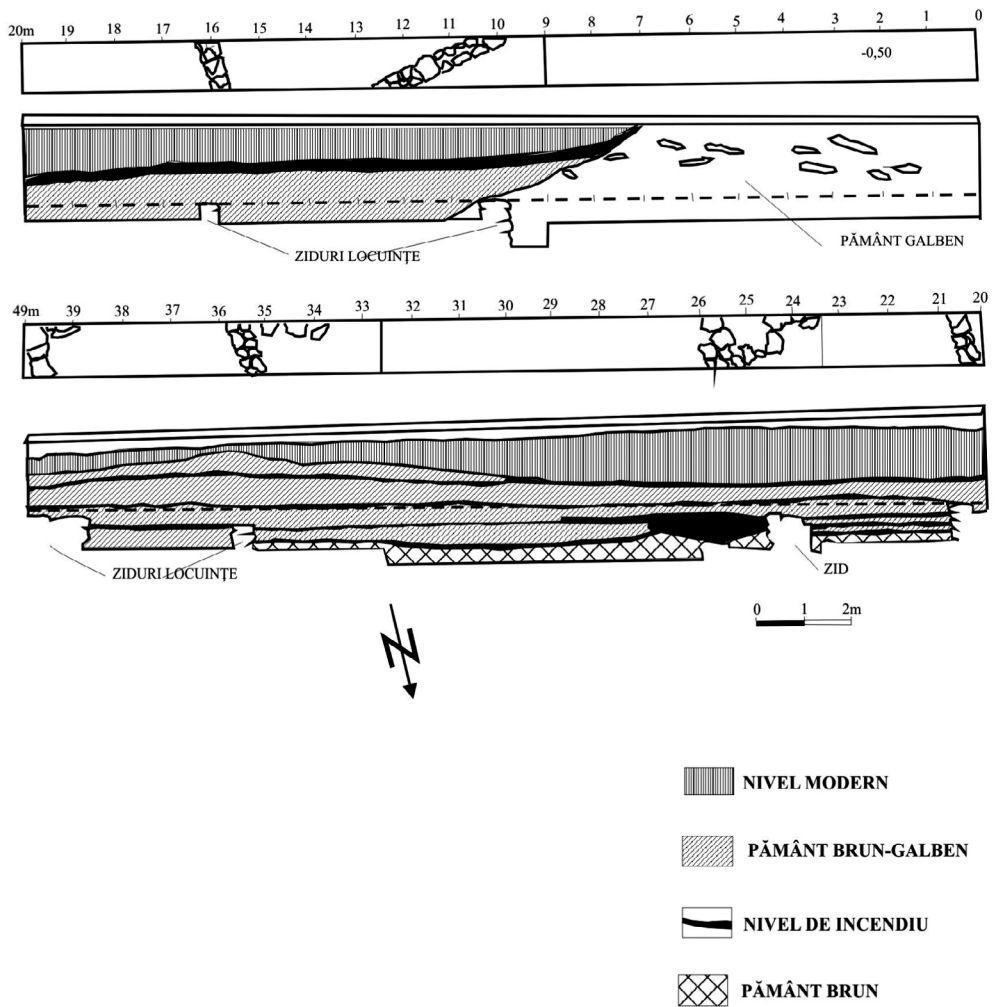 20m 19 18 17 16 15 14 13 12 11 10 9 8 7 6 5 4 3 2 1 0
-0,50
ZIDURI LOCUINȚE
PĂMÂNT GALBEN
49m 39 38 37 36 35 34 33 32 31 30 29 28 27 26 25 24 23 22 21 20
ZIDURI LOCUINȚE
ZID
0 1 2m
N
NIVEL MODERN
PĂMÂNT BRUN-GALBEN
NIVEL DE INCENDIU
PĂMÂNT BRUN